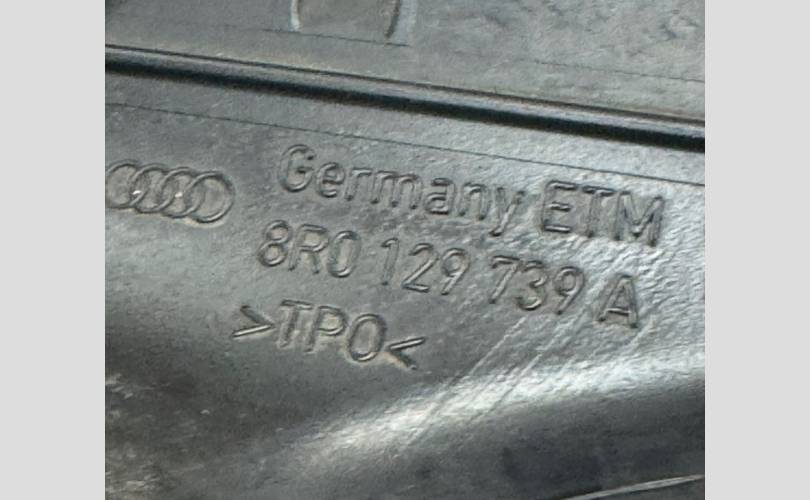 Germany ETM
8R0 129 739 A
>TPO<